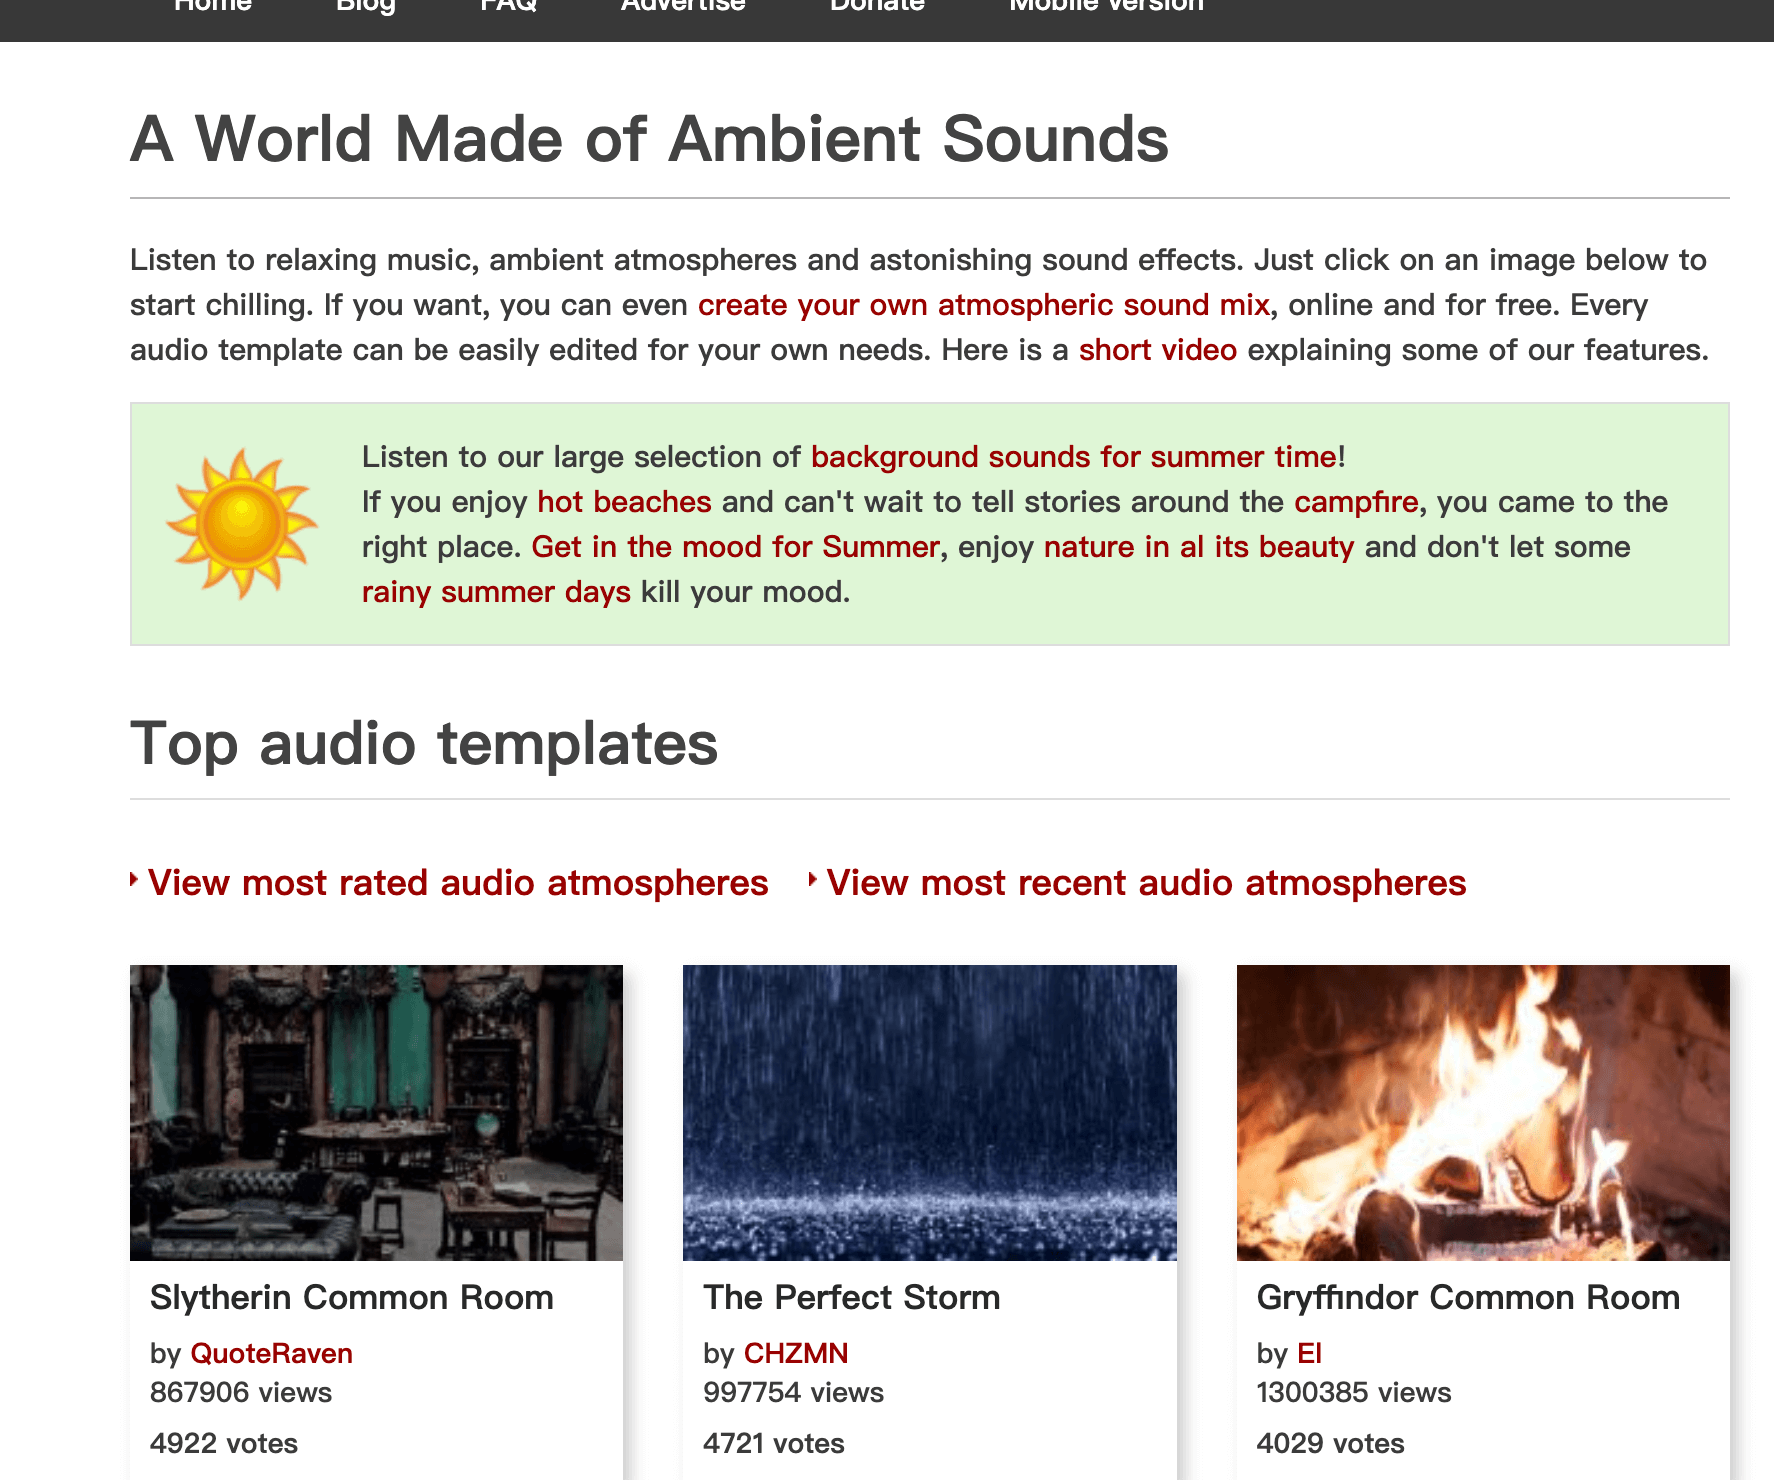 Home Blog FAQ Advertise Donate Mobile version
A World Made of Ambient Sounds
Listen to relaxing music, ambient atmospheres and astonishing sound effects. Just click on an image below to
start chilling. If you want, you can even create your own atmospheric sound mix, online and for free. Every
audio template can be easily edited for your own needs. Here is a short video explaining some of our features.
Listen to our large selection of background sounds for summer time!
If you enjoy hot beaches and can't wait to tell stories around the campfire, you came to the
right place. Get in the mood for Summer, enjoy nature in al its beauty and don't let some
rainy summer days kill your mood.
Top audio templates
View most rated audio atmospheres View most recent audio atmospheres
Slytherin Common Room
by QuoteRaven
867906 views
4922 votes
The Perfect Storm
by CHZMN
997754 views
4721 votes
Gryffindor Common Room
by El
1300385 views
4029 votes